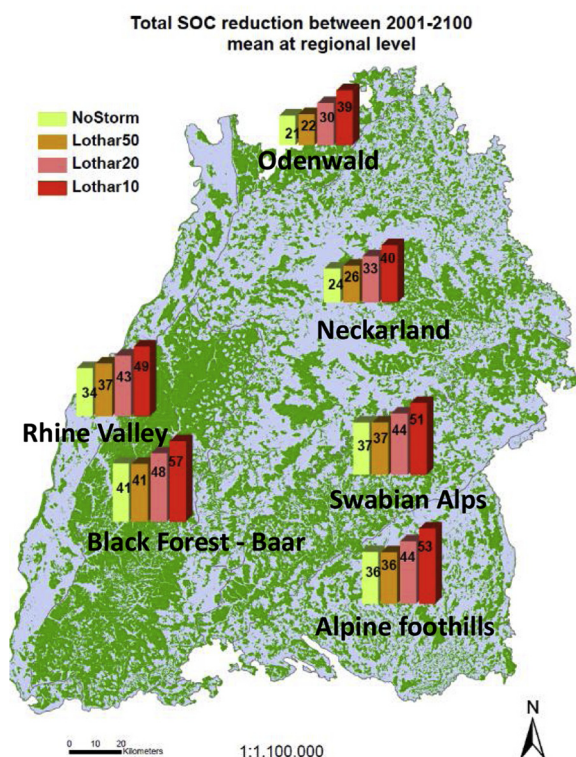 Total SOC reduction between 2001-2100
mean at regional level
NoStorm
Lothar50
Lothar20
Lothar10
21 22 30 39
Odenwald
24 26 33 40
Neckarland
34 37 43 49
Rhine Valley
37 37 44 51
Swabian Alps
41 41 48 57
Black Forest - Baar
36 36 44 53
Alpine foothills
N
0 10 20
Kilometers
1:1.100.000